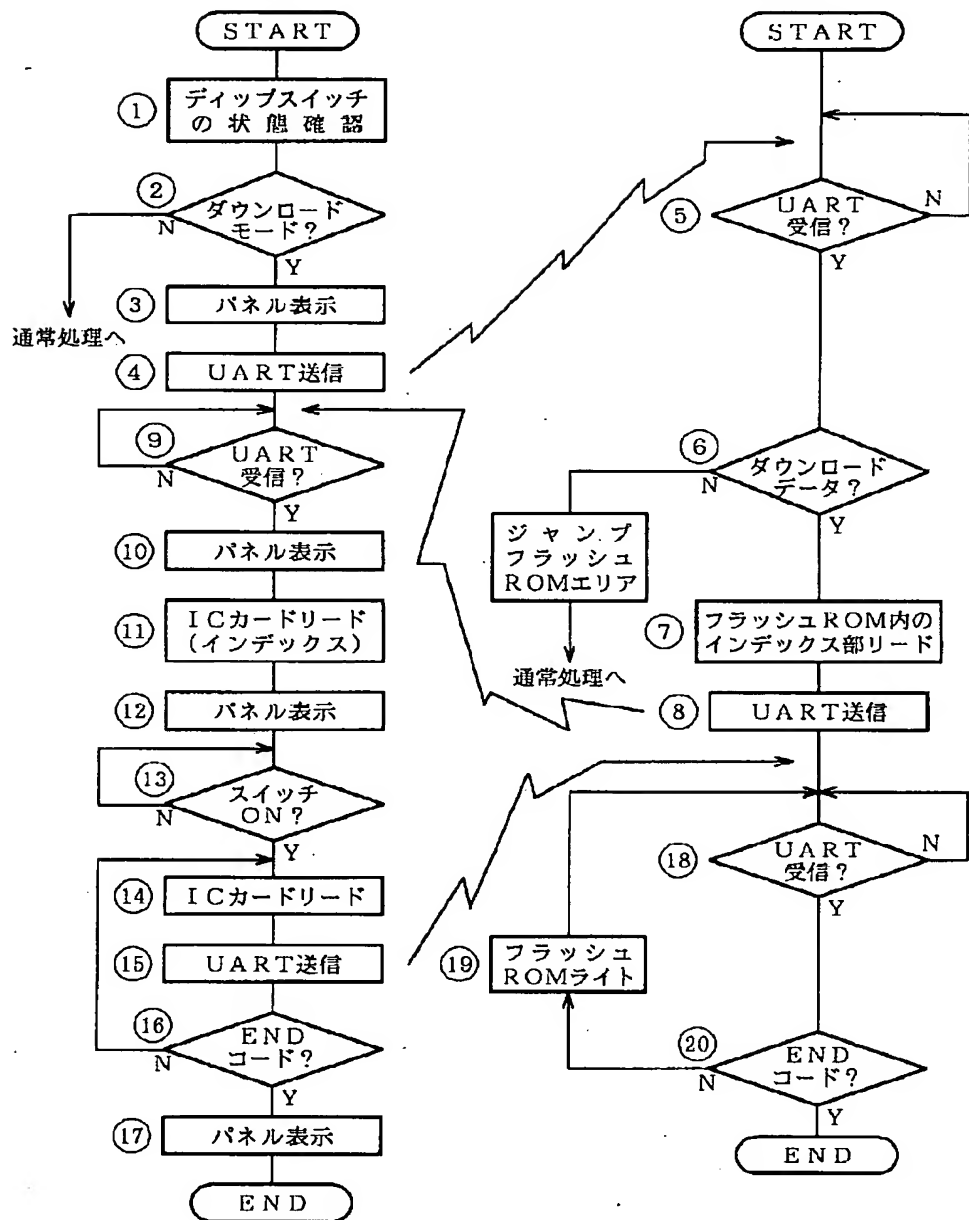 START
① ディップスイッチ
の状態確認
② ダウンロード
モード?
N
Y
通常処理へ
③ パネル表示
④ UART送信
⑨ UART
受信?
N
Y
⑩ パネル表示
⑪ ICカードリード
(インデックス)
⑫ パネル表示
⑬ スイッチ
ON?
N
Y
⑭ ICカードリード
⑮ UART送信
⑯ END
コード?
N
Y
⑰ パネル表示
END
START
⑤ UART
受信?
N
Y
⑥ ダウンロード
データ?
N
Y
ジャンプ
フラッシュ
ROMエリア
通常処理へ
⑦ フラッシュROM内の
インデックス部リード
⑧ UART送信
⑱ UART
受信?
N
Y
⑲ フラッシュ
ROMライト
⑳ END
コード?
N
Y
END